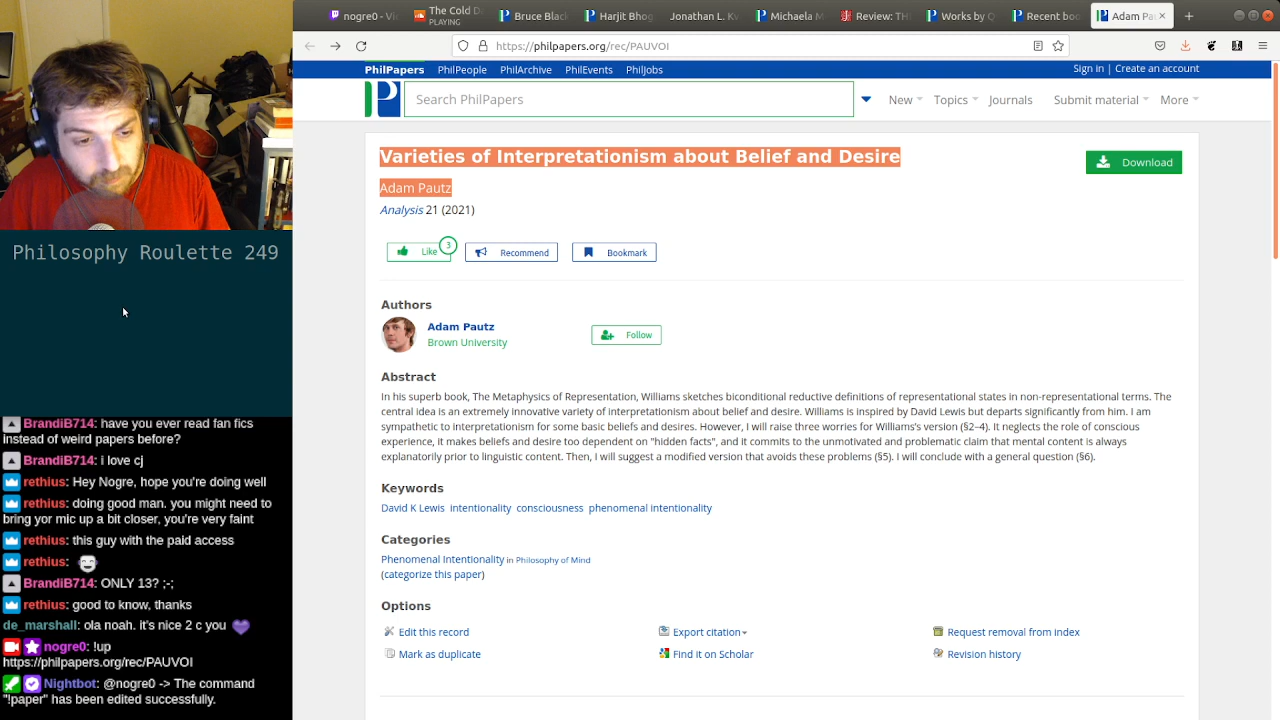 nogre0 - Vi
The Cold D
PLAYING
Bruce Blac
Harjit Bhog
Jonathan L. Kv
Michaela M
Review: TH
Works by Q
Recent boo
Adam Pa
https://philpapers.org/rec/PAUVOI
PhilPapers PhilPeople PhilArchive PhilEvents PhilJobs
Sign in | Create an account
Search PhilPapers
New Topics Journals Submit material More
Varieties of Interpretationism about Belief and Desire
Download
Adam Pautz
Analysis 21 (2021)
Like 3 Recommend Bookmark
Authors
Adam Pautz
Brown University
Follow
Abstract
In his superb book, The Metaphysics of Representation, Williams sketches biconditional reductive definitions of representational states in non-representational terms. The
central idea is an extremely innovative variety of interpretationism about belief and desire. Williams is inspired by David Lewis but departs significantly from him. I am
sympathetic to interpretationism for some basic beliefs and desires. However, I will raise three worries for Williams's version (§2–4). It neglects the role of conscious
experience, it makes beliefs and desire too dependent on "hidden facts", and it commits to the unmotivated and problematic claim that mental content is always
explanatorily prior to linguistic content. Then, I will suggest a modified version that avoids these problems (§5). I will conclude with a general question (§6).
Keywords
David K Lewis intentionality consciousness phenomenal intentionality
Categories
Phenomenal Intentionality in Philosophy of Mind
(categorize this paper)
Options
Edit this record
Export citation
Request removal from index
Mark as duplicate
Find it on Scholar
Revision history
Philosophy Roulette 249
BrandiB714: have you ever read fan fics
instead of weird papers before?
BrandiB714: i love cj
rethius: Hey Nogre, hope you're doing well
rethius: doing good man. you might need to
bring yor mic up a bit closer, you're very faint
rethius: this guy with the paid access
rethius:
BrandiB714: ONLY 13? ;-;
rethius: good to know, thanks
de_marshall: ola noah. it's nice 2 c you
nogre0: !up
https://philpapers.org/rec/PAUVOI
Nightbot: @nogre0 -> The command
"!paper" has been edited successfully.